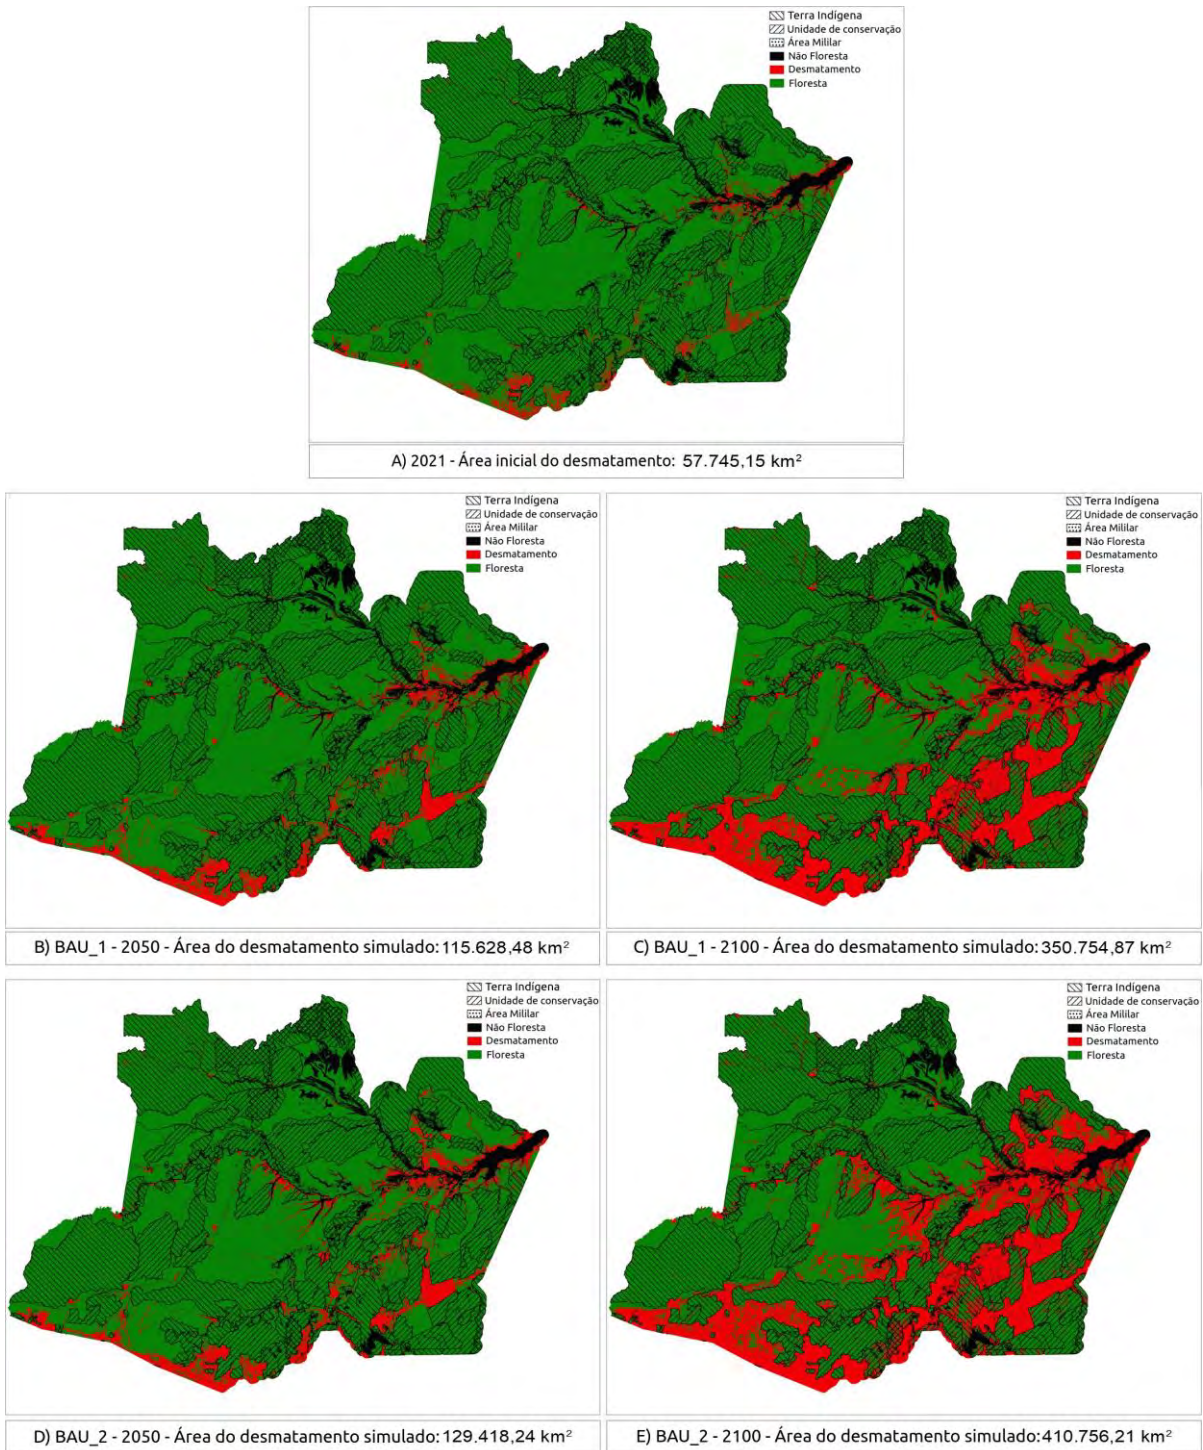 Terra Indígena
Unidade de conservação
Área Mililar
Não Floresta
Desmatamento
Floresta
A) 2021 - Área inicial do desmatamento: 57.745,15 km²
Terra Indígena
Unidade de conservação
Área Mililar
Não Floresta
Desmatamento
Floresta
B) BAU_1 - 2050 - Área do desmatamento simulado: 115.628,48 km²
Terra Indígena
Unidade de conservação
Área Mililar
Não Floresta
Desmatamento
Floresta
C) BAU_1 - 2100 - Área do desmatamento simulado: 350.754,87 km²
Terra Indígena
Unidade de conservação
Área Mililar
Não Floresta
Desmatamento
Floresta
D) BAU_2 - 2050 - Área do desmatamento simulado: 129.418,24 km²
Terra Indígena
Unidade de conservação
Área Mililar
Não Floresta
Desmatamento
Floresta
E) BAU_2 - 2100 - Área do desmatamento simulado: 410.756,21 km²